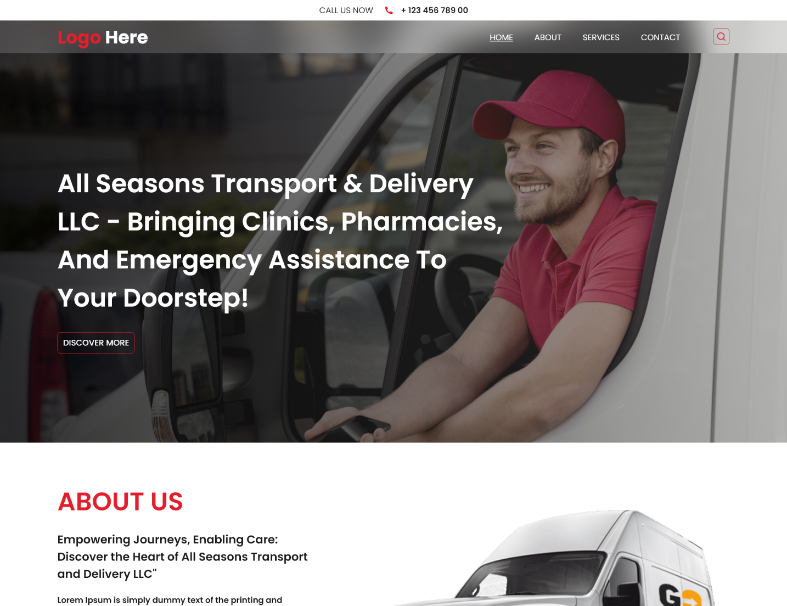 CALL US NOW + 123 456 789 00
Logo Here HOME ABOUT SERVICES CONTACT
All Seasons Transport & Delivery
LLC - Bringing Clinics, Pharmacies,
And Emergency Assistance To
Your Doorstep!
DISCOVER MORE
ABOUT US
Empowering Journeys, Enabling Care:
Discover the Heart of All Seasons Transport
and Delivery LLC"
Lorem Ipsum is simply dummy text of the printing and
G